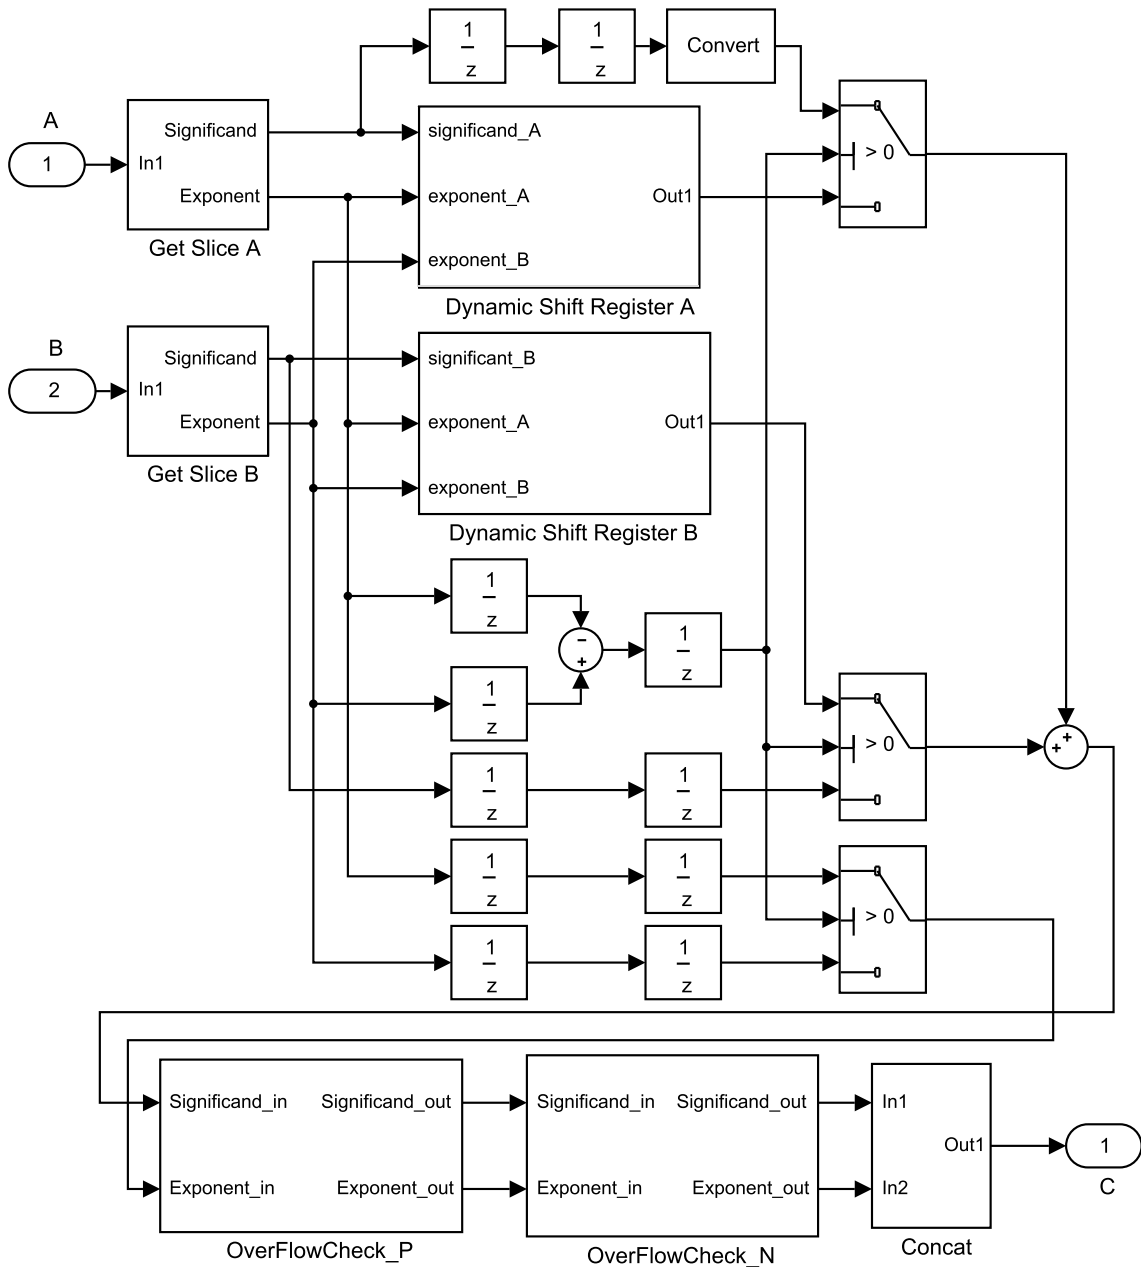 1
z
1
z
Convert
A
1
Significand
In1
Exponent
Get Slice A
significand_A
exponent_A
exponent_B
Out1
Dynamic Shift Register A
> 0
B
2
Significand
In1
Exponent
Get Slice B
significant_B
exponent_A
exponent_B
Out1
Dynamic Shift Register B
1
z
−
+
1
z
1
z
> 0
+
+
1
z
1
z
1
z
1
z
> 0
1
z
1
z
Significand_in
Significand_out
Exponent_in
Exponent_out
OverFlowCheck_P
Significand_in
Significand_out
Exponent_in
Exponent_out
OverFlowCheck_N
In1
Out1
In2
Concat
1
C